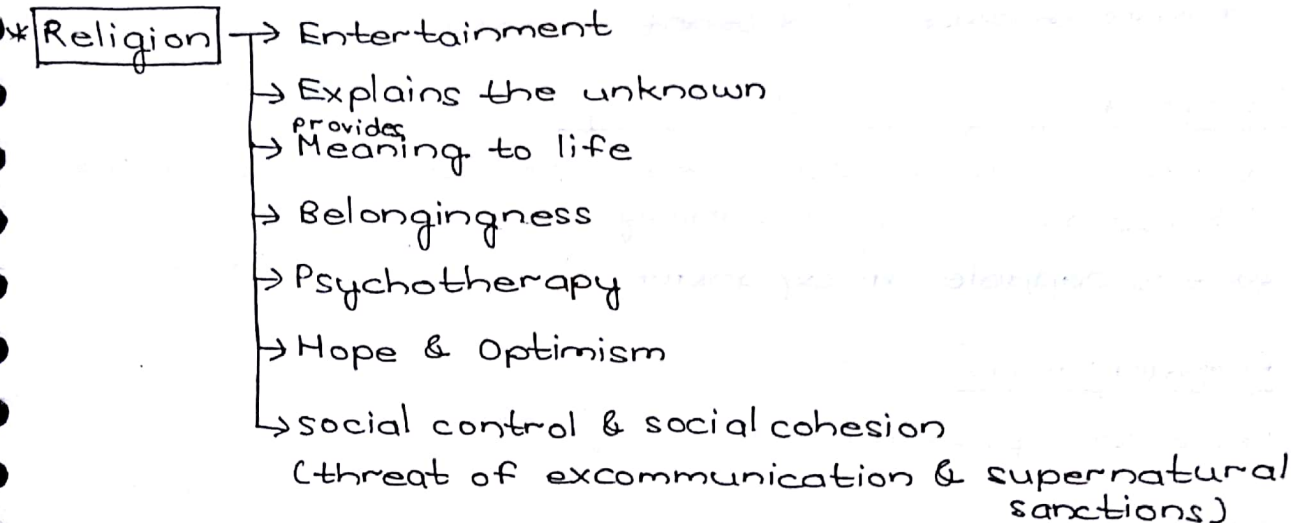 * Religion → Entertainment
→ Explains the unknown
provides
→ Meaning to life
→ Belongingness
→ Psychotherapy
→ Hope & Optimism
→ social control & social cohesion
(threat of excommunication & supernatural
sanctions)